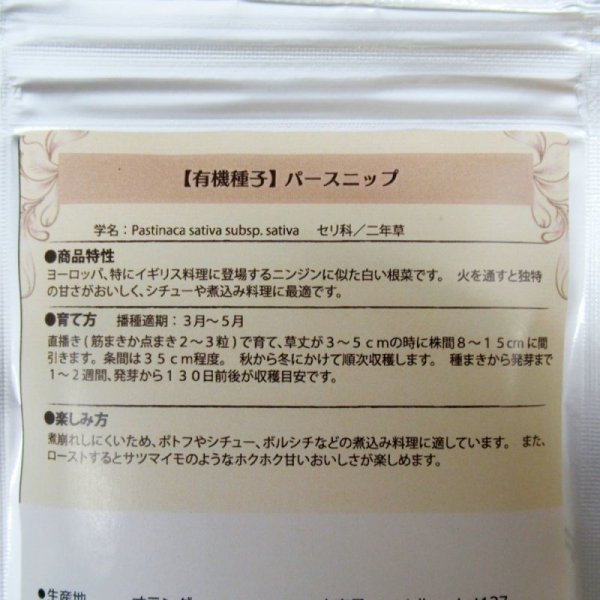 【有機種子】パースニップ
学名：Pastinaca sativa subsp. sativa　セリ科／二年草
●商品特性
ヨーロッパ、特にイギリス料理に登場するニンジンに似た白い根菜です。　火を通すと独特
の甘さがおいしく、シチューや煮込み料理に最適です。
●育て方　播種適期：３月～５月
直播き(筋まきか点まき２～３粒)で育て、草丈が３～５ｃｍの時に株間８～１５ｃｍに間
引きます。条間は３５ｃｍ程度。　秋から冬にかけて順次収穫します。　種まきから発芽まで
１～２週間、発芽から１３０日前後が収穫目安です。
●楽しみ方
煮崩れしにくいため、ポトフやシチュー、ボルシチなどの煮込み料理に適しています。　また、
ローストするとサツマイモのようなホクホク甘いおいしさが楽しめます。
●生産地